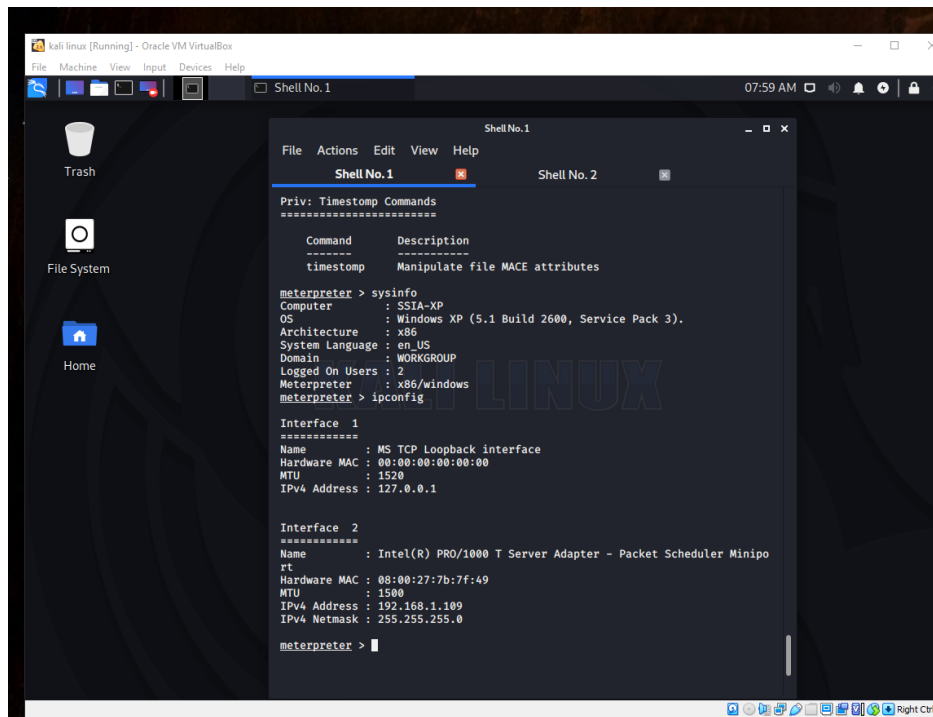 kali linux [Running] - Oracle VM VirtualBox
File Machine View Input Devices Help
Shell No. 1
07:59 AM
Shell No. 1
File Actions Edit View Help
Shell No. 1 Shell No. 2
Trash
File System
Home
Priv: Timestomp Commands
========================
Command Description
------- -----------
timestomp Manipulate file MACE attributes
meterpreter > sysinfo
Computer : SSIA-XP
OS : Windows XP (5.1 Build 2600, Service Pack 3).
Architecture : x86
System Language : en_US
Domain : WORKGROUP
Logged On Users : 2
Meterpreter : x86/windows
meterpreter > ipconfig
KALI LINUX
Interface 1
============
Name : MS TCP Loopback interface
Hardware MAC : 00:00:00:00:00:00
MTU : 1520
IPv4 Address : 127.0.0.1
Interface 2
============
Name : Intel(R) PRO/1000 T Server Adapter - Packet Scheduler Minipo
rt
Hardware MAC : 08:00:27:7b:7f:49
MTU : 1500
IPv4 Address : 192.168.1.109
IPv4 Netmask : 255.255.255.0
meterpreter >
Right Ctrl